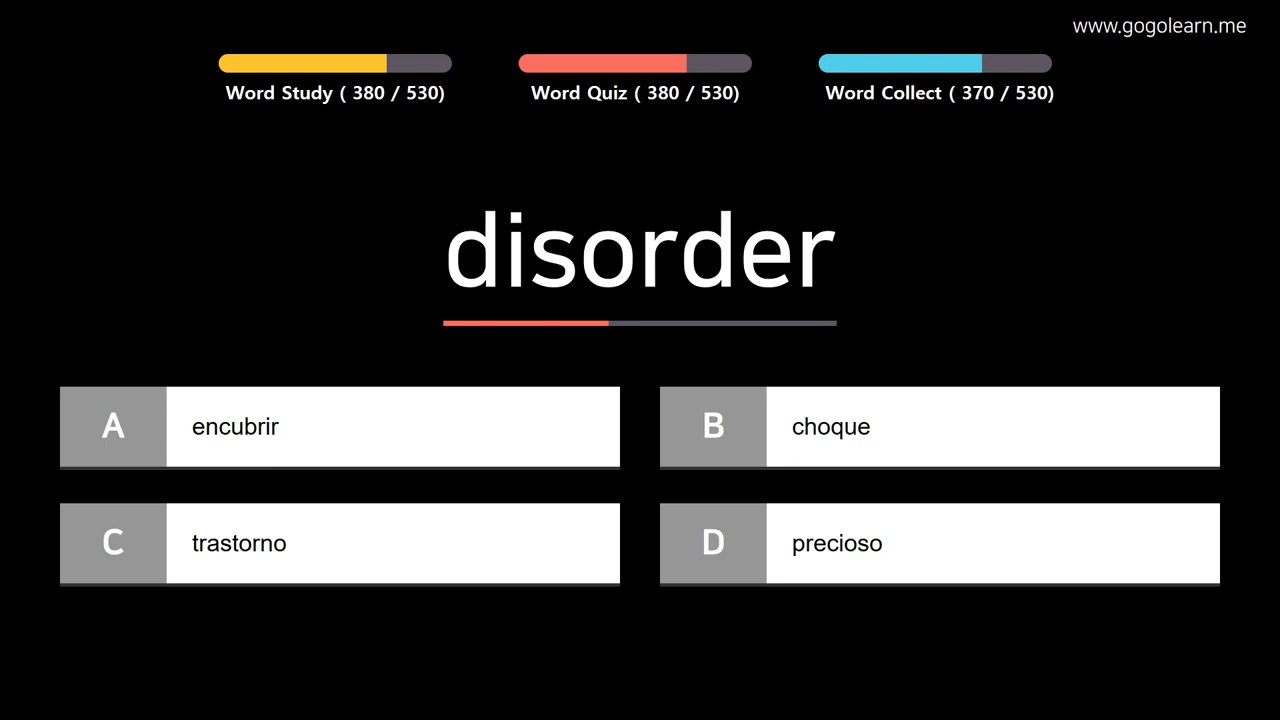 www.gogolearn.me
Word Study ( 380 / 530)
Word Quiz ( 380 / 530)
Word Collect ( 370 / 530)
disorder
A encubrir
B choque
C trastorno
D precioso